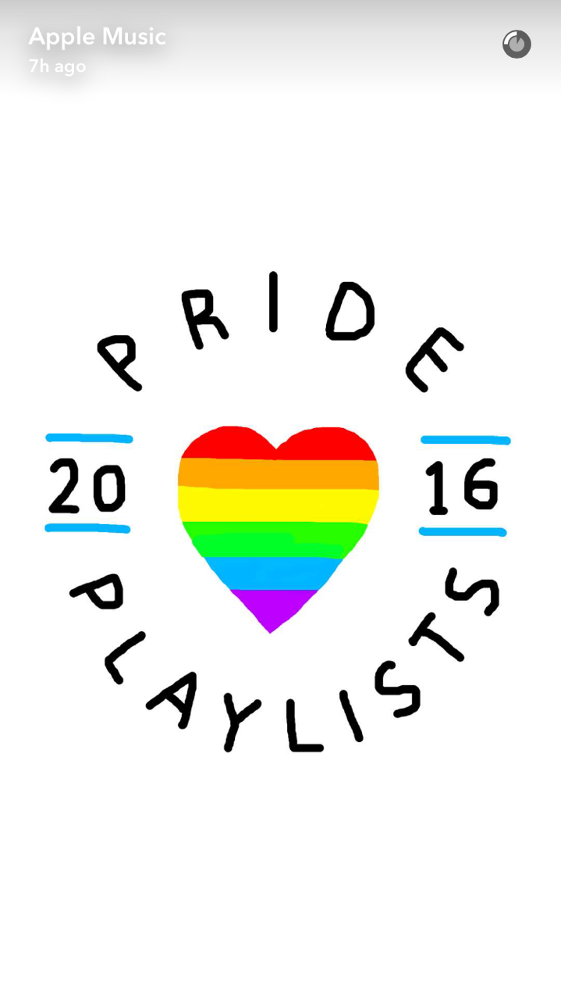 Apple Music
7h ago
PRIDE
20 16
PLAYLISTS